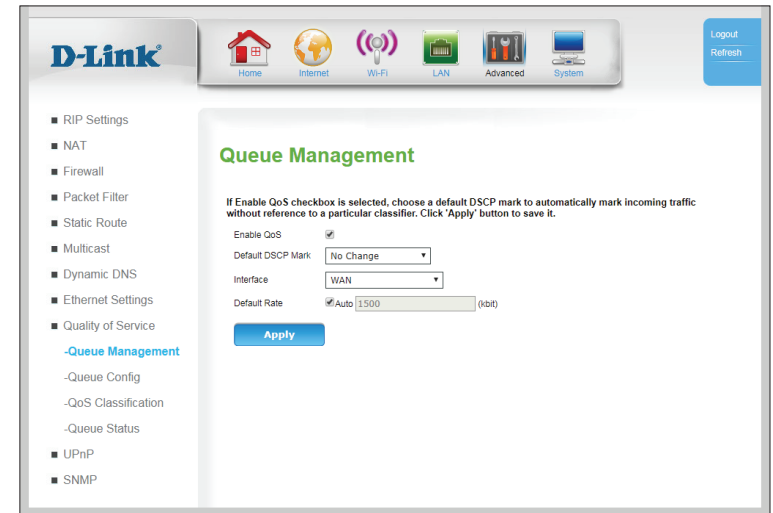 D-Link®
Home Internet Wi-Fi LAN Advanced System
Logout
Refresh
RIP Settings
NAT
Firewall
Packet Filter
Static Route
Multicast
Dynamic DNS
Ethernet Settings
Quality of Service
-Queue Management
-Queue Config
-QoS Classification
-Queue Status
UPnP
SNMP
Queue Management
If Enable QoS checkbox is selected, choose a default DSCP mark to automatically mark incoming traffic
without reference to a particular classifier. Click 'Apply' button to save it.
Enable QoS
Default DSCP Mark No Change
Interface WAN
Default Rate Auto 1500 (kbit)
Apply